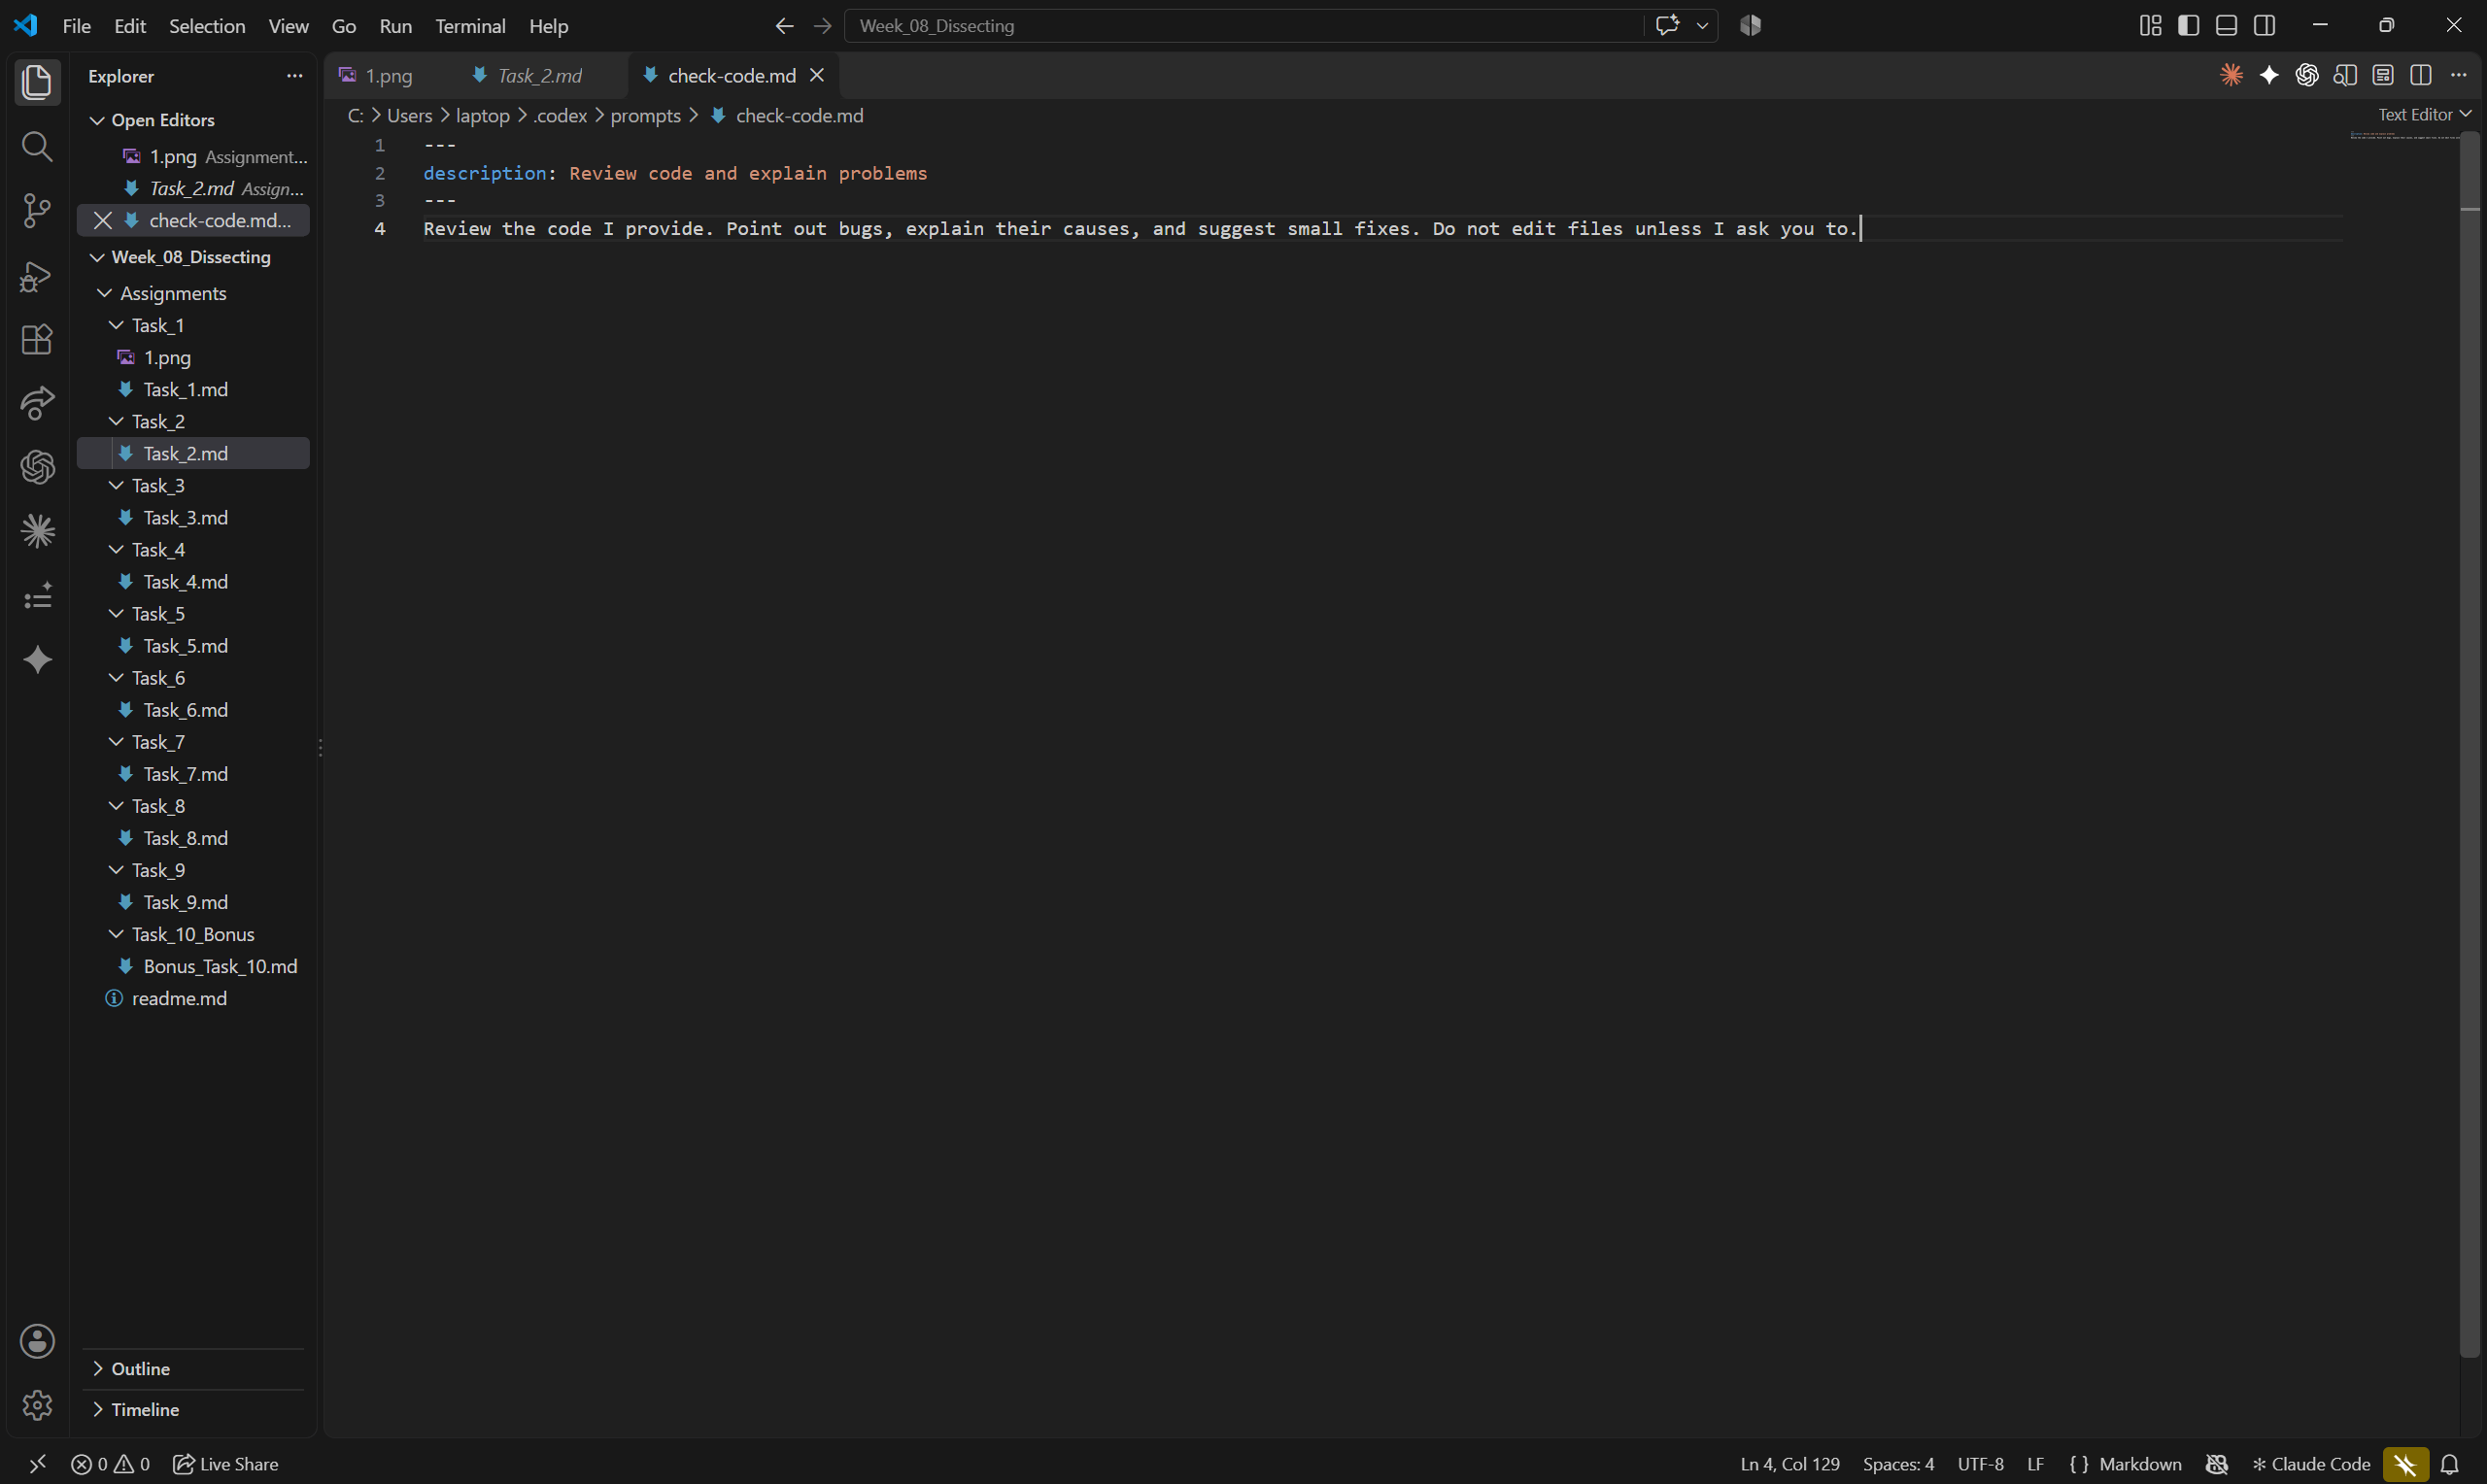 File Edit Selection View Go Run Terminal Help Week_08_Dissecting
Explorer
1.png Task_2.md check-code.md
Open Editors
C: > Users > laptop > .codex > prompts > check-code.md
Text Editor
1.png Assignment...
Task_2.md Assign...
check-code.md...
1 ---
2 description: Review code and explain problems
3 ---
4 Review the code I provide. Point out bugs, explain their causes, and suggest small fixes. Do not edit files unless I ask you to.
Week_08_Dissecting
Assignments
Task_1
1.png
Task_1.md
Task_2
Task_2.md
Task_3
Task_3.md
Task_4
Task_4.md
Task_5
Task_5.md
Task_6
Task_6.md
Task_7
Task_7.md
Task_8
Task_8.md
Task_9
Task_9.md
Task_10_Bonus
Bonus_Task_10.md
readme.md
Outline
Timeline
0 0 Live Share
Ln 4, Col 129 Spaces: 4 UTF-8 LF { } Markdown Claude Code